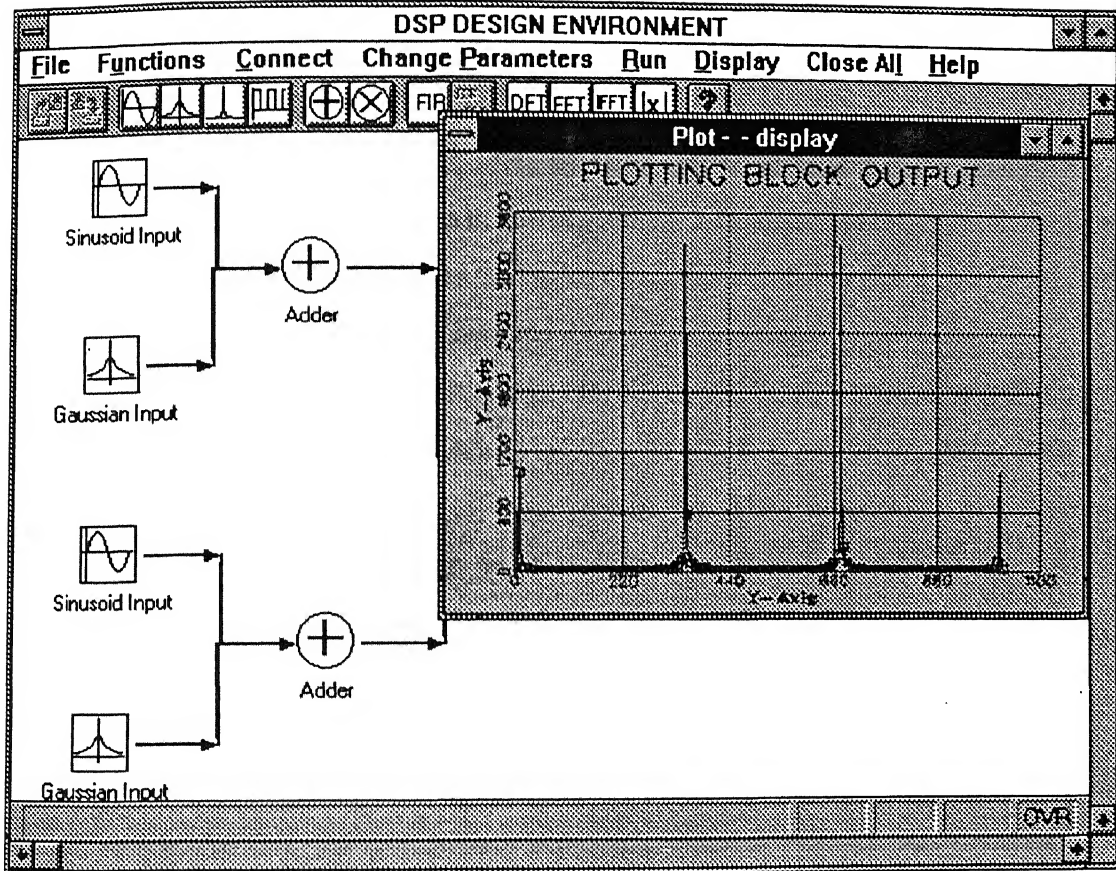 DSP DESIGN ENVIRONMENT
File Functions Connect Change Parameters Run Display Close All Help
FIR DFT FFT IFFT |x| ?
Plot - - display
PLOTTING BLOCK OUTPUT
Sinusoid Input
Adder
Gaussian Input
Y-Axis
0 220 440 660 880
Y-Axis
Sinusoid Input
Adder
Gaussian Input
OVR